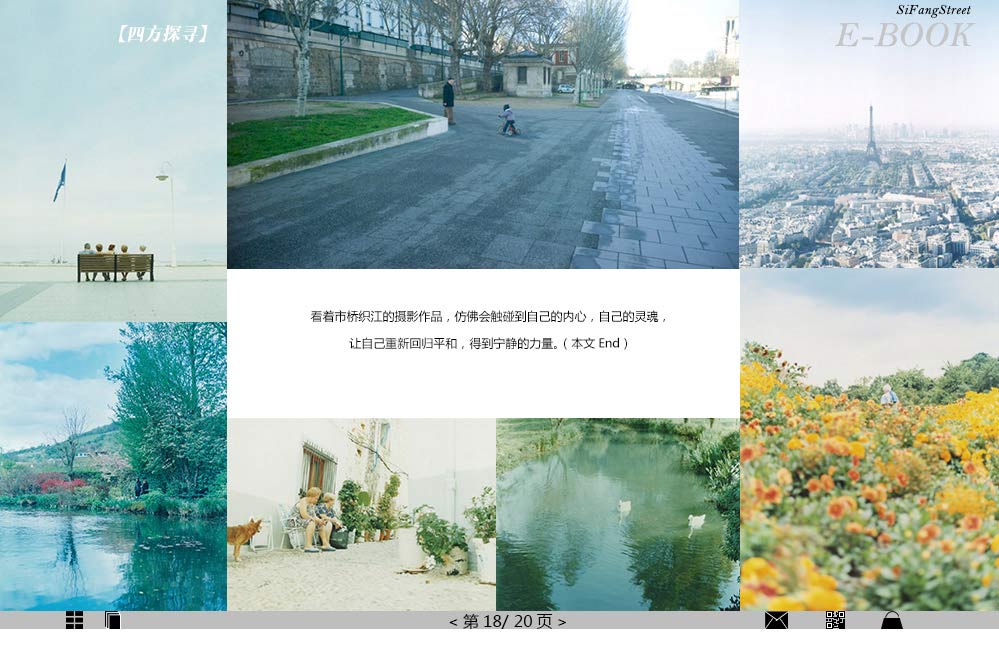 【四方探寻】
SiFangStreet
E-BOOK
看着市桥织江的摄影作品，仿佛会触碰到自己的内心，自己的灵魂，
让自己重新回归平和，得到宁静的力量。（本文 End ）
< 第 18/ 20 页 >